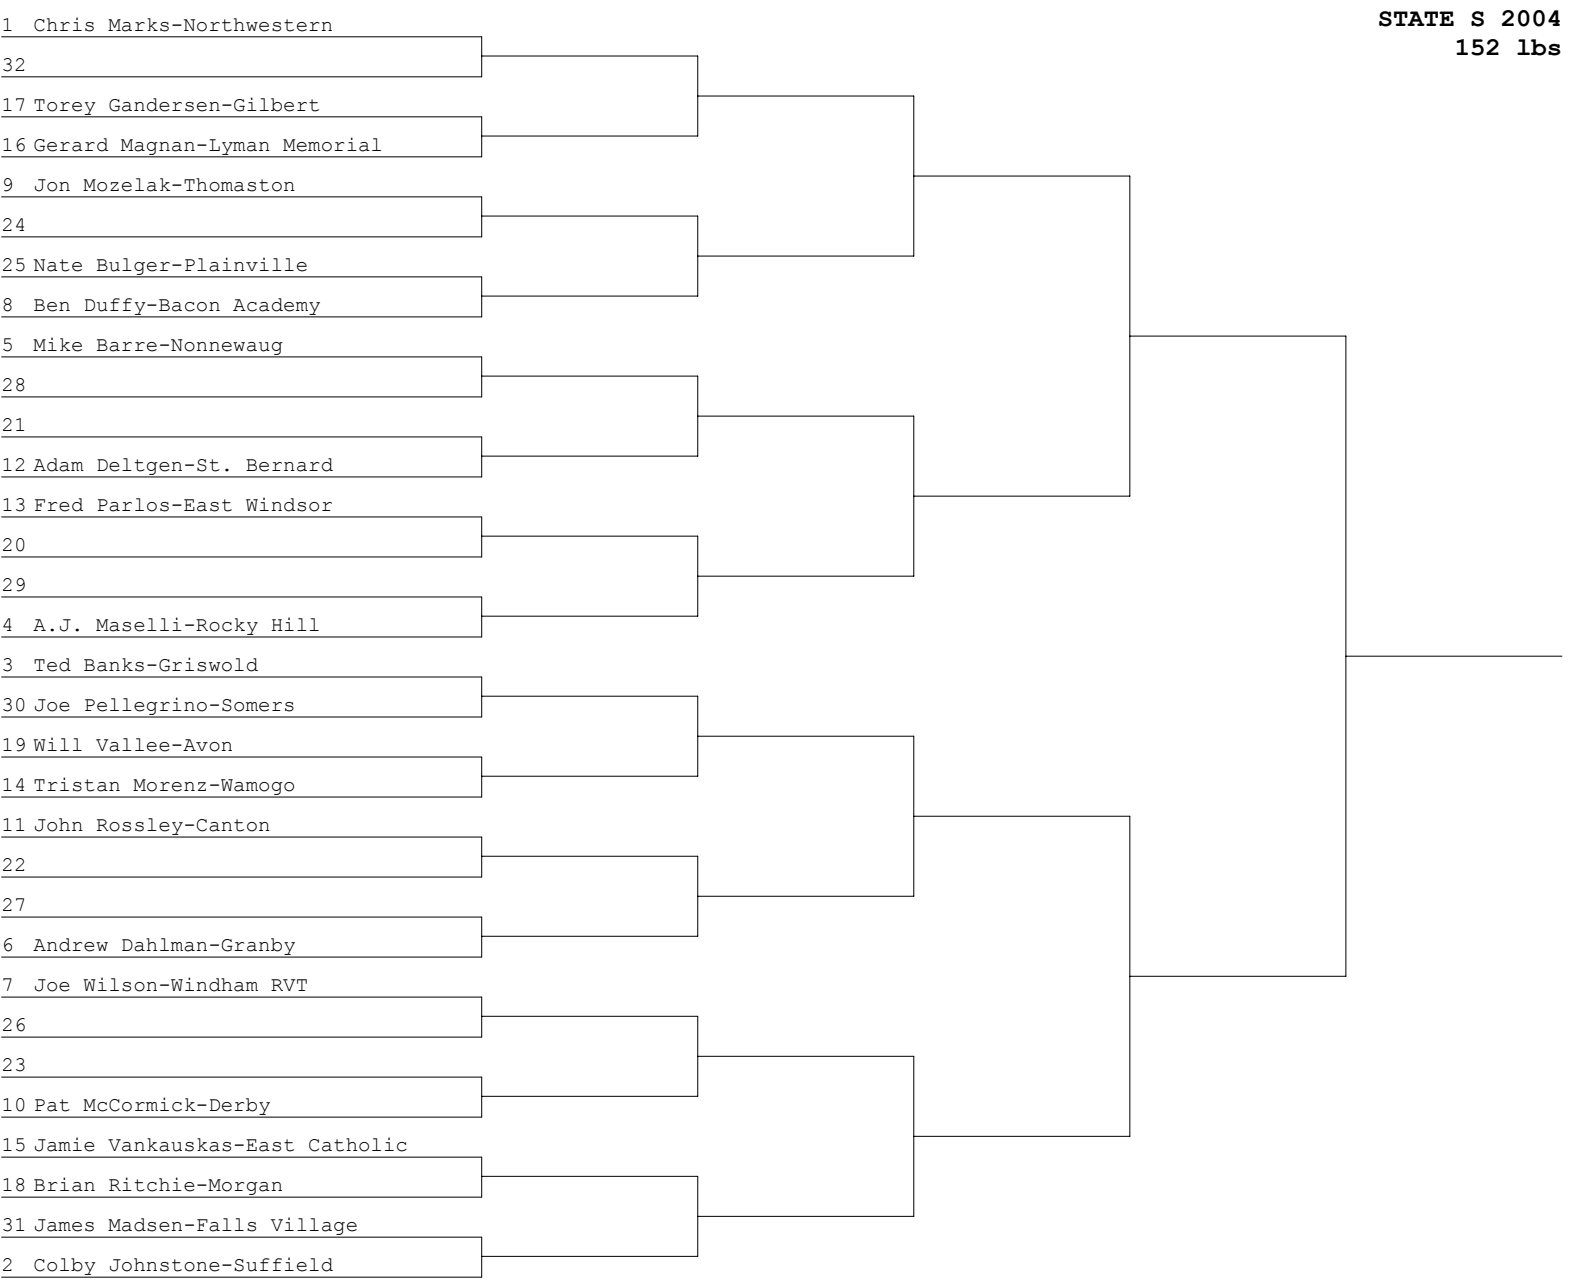 STATE S 2004
152 lbs
1 Chris Marks-Northwestern
32
17 Torey Gandersen-Gilbert
16 Gerard Magnan-Lyman Memorial
9 Jon Mozelak-Thomaston
24
25 Nate Bulger-Plainville
8 Ben Duffy-Bacon Academy
5 Mike Barre-Nonnewaug
28
21
12 Adam Deltgen-St. Bernard
13 Fred Parlos-East Windsor
20
29
4 A.J. Maselli-Rocky Hill
3 Ted Banks-Griswold
30 Joe Pellegrino-Somers
19 Will Vallee-Avon
14 Tristan Morenz-Wamogo
11 John Rossley-Canton
22
27
6 Andrew Dahlman-Granby
7 Joe Wilson-Windham RVT
26
23
10 Pat McCormick-Derby
15 Jamie Vankauskas-East Catholic
18 Brian Ritchie-Morgan
31 James Madsen-Falls Village
2 Colby Johnstone-Suffield